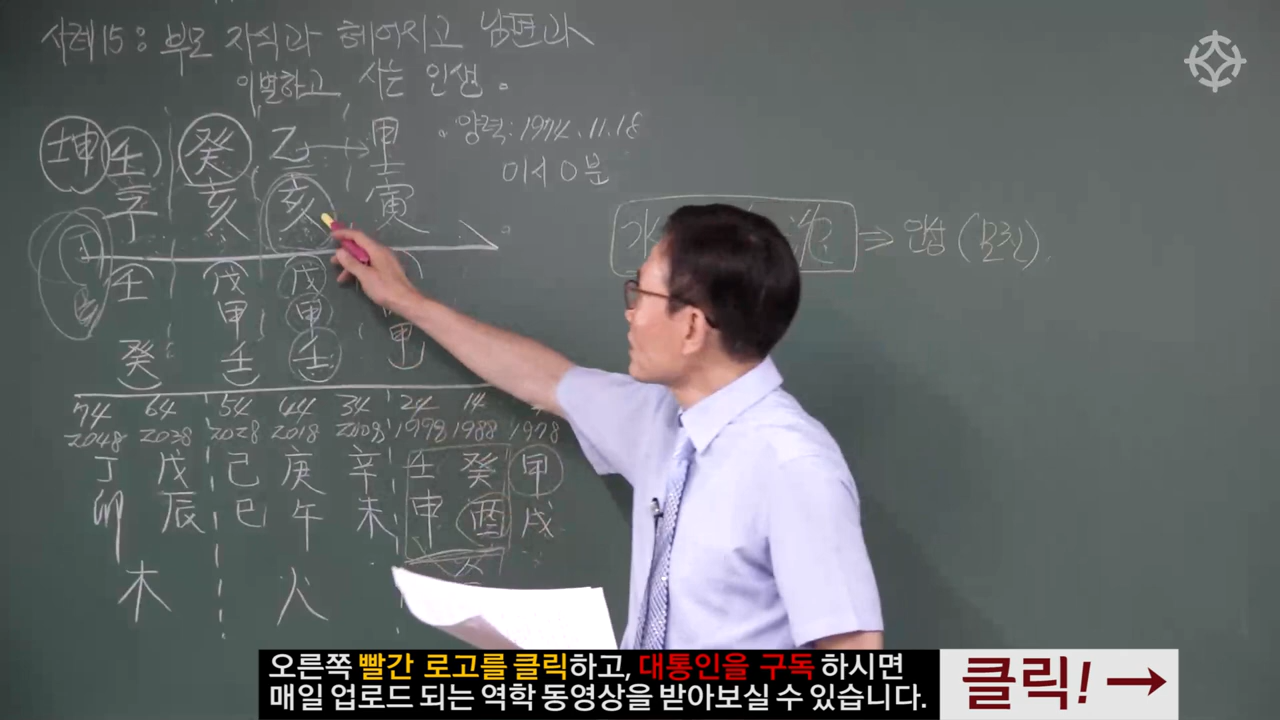 사례15: 부모 자식과 헤어지고 남편과
이별하고 사는 인생.
坤 壬 癸 乙 甲
子 亥 亥 寅
양력: 1974. 11. 18
0분
水 => 인성
壬 戊 戊
甲 甲
癸 壬 壬 甲
74 64 54 44 34 24 14
2048 2038 2028 2018 2008 1998 1988 1978
丁 戊 己 庚 辛 壬 癸 甲
卯 辰 巳 午 未 申 酉 戌
木 火
오른쪽 빨간 로고를 클릭하고, 대통인을 구독 하시면
매일 업로드 되는 역학 동영상을 받아보실 수 있습니다.
클릭! →